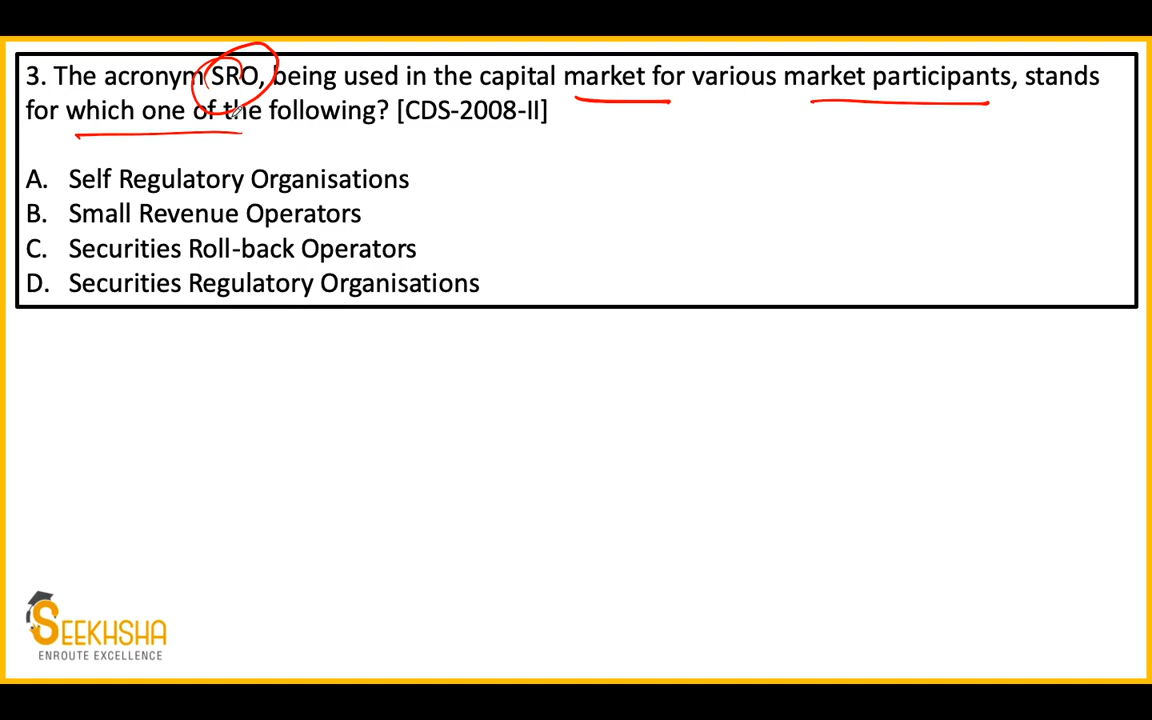 3. The acronym SRO, being used in the capital market for various market participants, stands
for which one of the following? [CDS-2008-II]
A. Self Regulatory Organisations
B. Small Revenue Operators
C. Securities Roll-back Operators
D. Securities Regulatory Organisations
SEEKHSHA
ENROUTE EXCELLENCE